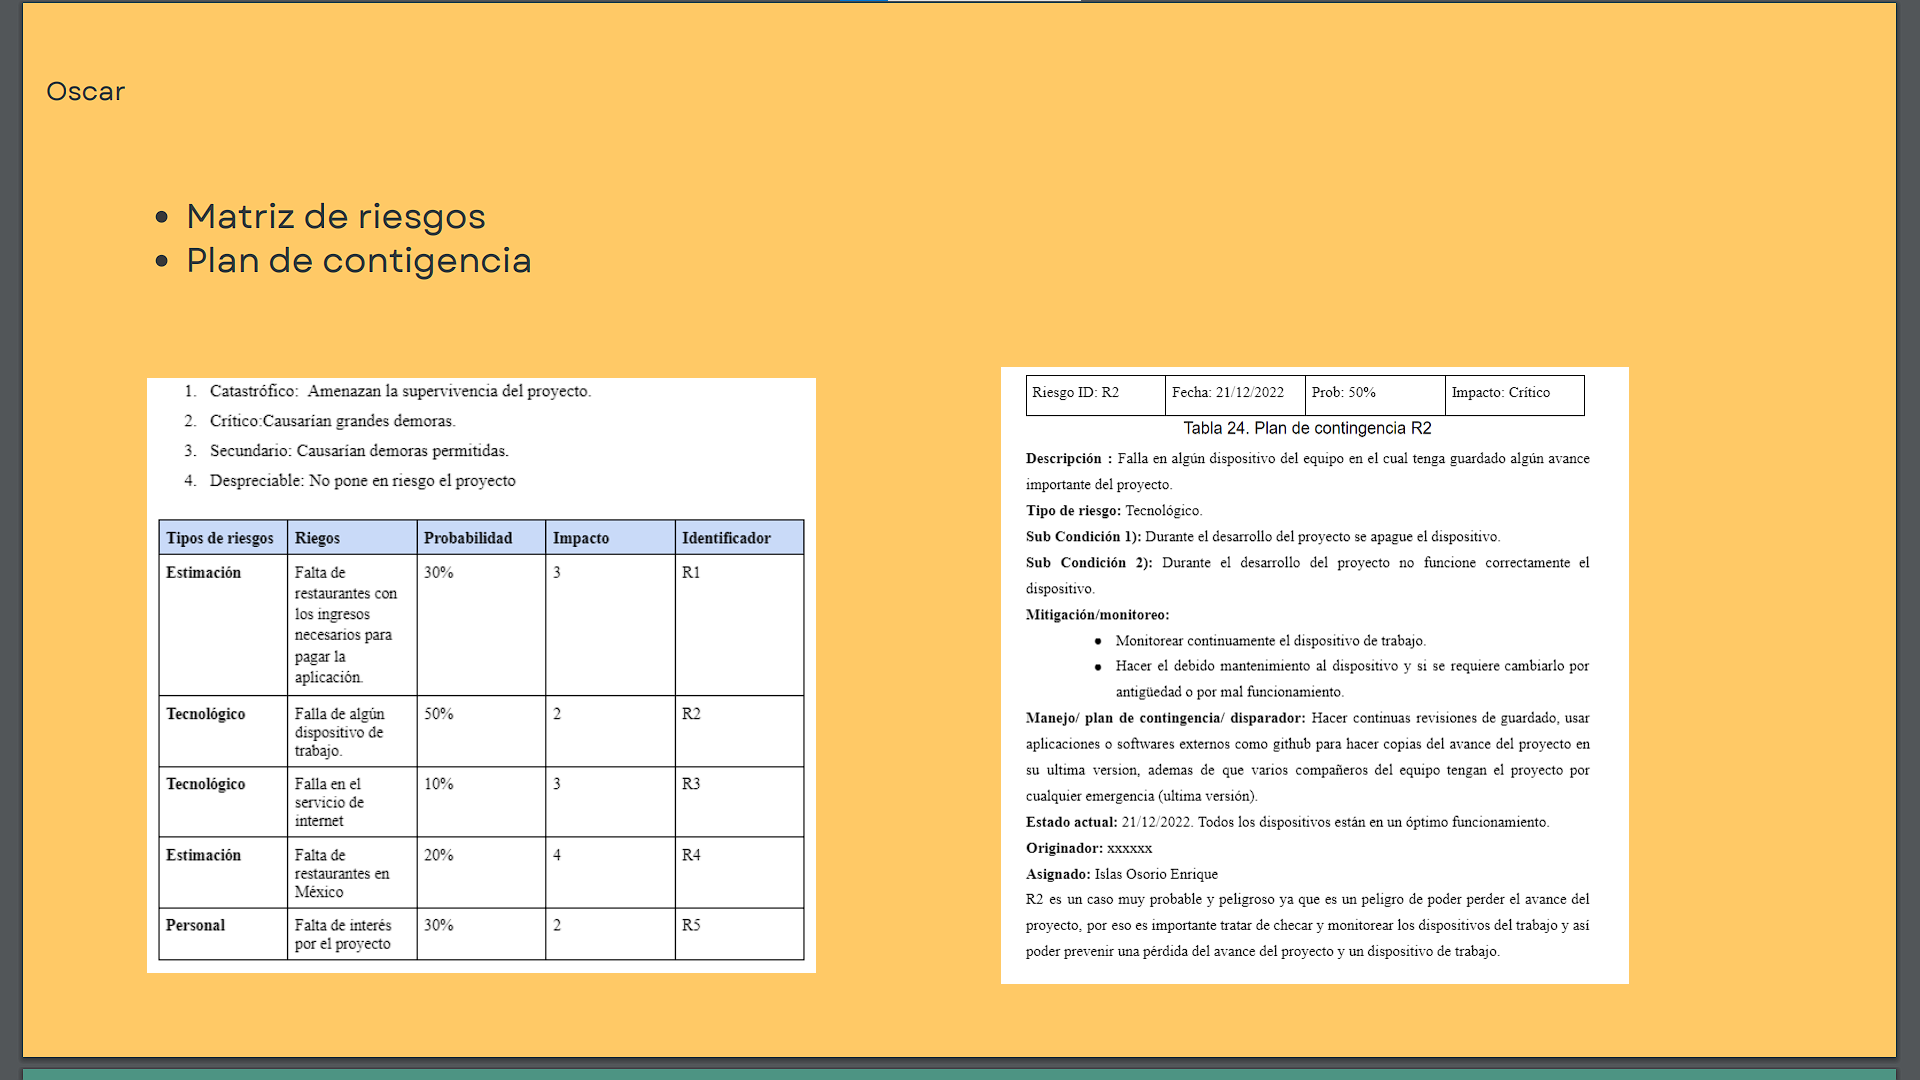 Oscar
• Matriz de riesgos
• Plan de contigencia
1. Catastrófico:  Amenazan la supervivencia del proyecto.
2. Crítico:Causarían grandes demoras.
3. Secundario: Causarían demoras permitidas.
4. Despreciable: No pone en riesgo el proyecto
Tipos de riesgos Riegos Probabilidad Impacto Identificador
Estimación Falta de 30% 3 R1
restaurantes con
los ingresos
necesarios para
pagar la
aplicación.
Tecnológico Falla de algún 50% 2 R2
dispositivo de
trabajo.
Tecnológico Falla en el 10% 3 R3
servicio de
internet
Estimación Falta de 20% 4 R4
restaurantes en
México
Personal Falta de interés 30% 2 R5
por el proyecto
Riesgo ID: R2 Fecha: 21/12/2022 Prob: 50% Impacto: Crítico
Tabla 24. Plan de contingencia R2
Descripción : Falla en algún dispositivo del equipo en el cual tenga guardado algún avance
importante del proyecto.
Tipo de riesgo: Tecnológico.
Sub Condición 1): Durante el desarrollo del proyecto se apague el dispositivo.
Sub Condición 2): Durante el desarrollo del proyecto no funcione correctamente el
dispositivo.
Mitigación/monitoreo:
● Monitorear continuamente el dispositivo de trabajo.
● Hacer el debido mantenimiento al dispositivo y si se requiere cambiarlo por
antigüedad o por mal funcionamiento.
Manejo/ plan de contingencia/ disparador: Hacer continuas revisiones de guardado, usar
aplicaciones o softwares externos como github para hacer copias del avance del proyecto en
su ultima version, ademas de que varios compañeros del equipo tengan el proyecto por
cualquier emergencia (ultima versión).
Estado actual: 21/12/2022. Todos los dispositivos están en un óptimo funcionamiento.
Originador: xxxxxx
Asignado: Islas Osorio Enrique
R2 es un caso muy probable y peligroso ya que es un peligro de poder perder el avance del
proyecto, por eso es importante tratar de checar y monitorear los dispositivos del trabajo y así
poder prevenir una pérdida del avance del proyecto y un dispositivo de trabajo.